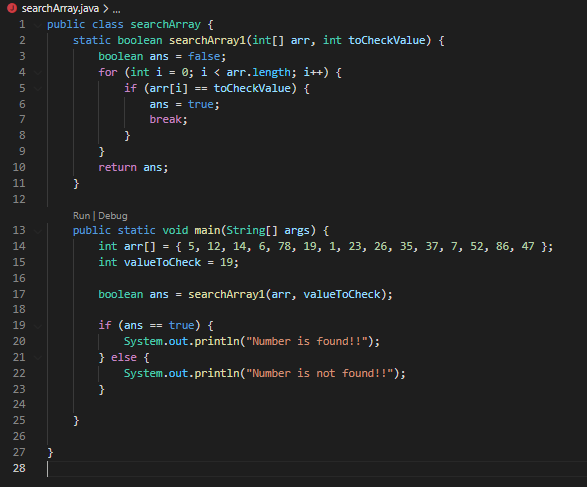 searchArray.java > ...
1 public class searchArray {
2 static boolean searchArray1(int[] arr, int toCheckValue) {
3 boolean ans = false;
4 for (int i = 0; i < arr.length; i++) {
5 if (arr[i] == toCheckValue) {
6 ans = true;
7 break;
8 }
9 }
10 return ans;
11 }
12
Run | Debug
13 public static void main(String[] args) {
14 int arr[] = { 5, 12, 14, 6, 78, 19, 1, 23, 26, 35, 37, 7, 52, 86, 47 };
15 int valueToCheck = 19;
16
17 boolean ans = searchArray1(arr, valueToCheck);
18
19 if (ans == true) {
20 System.out.println("Number is found!!");
21 } else {
22 System.out.println("Number is not found!!");
23 }
24
25 }
26
27 }
28